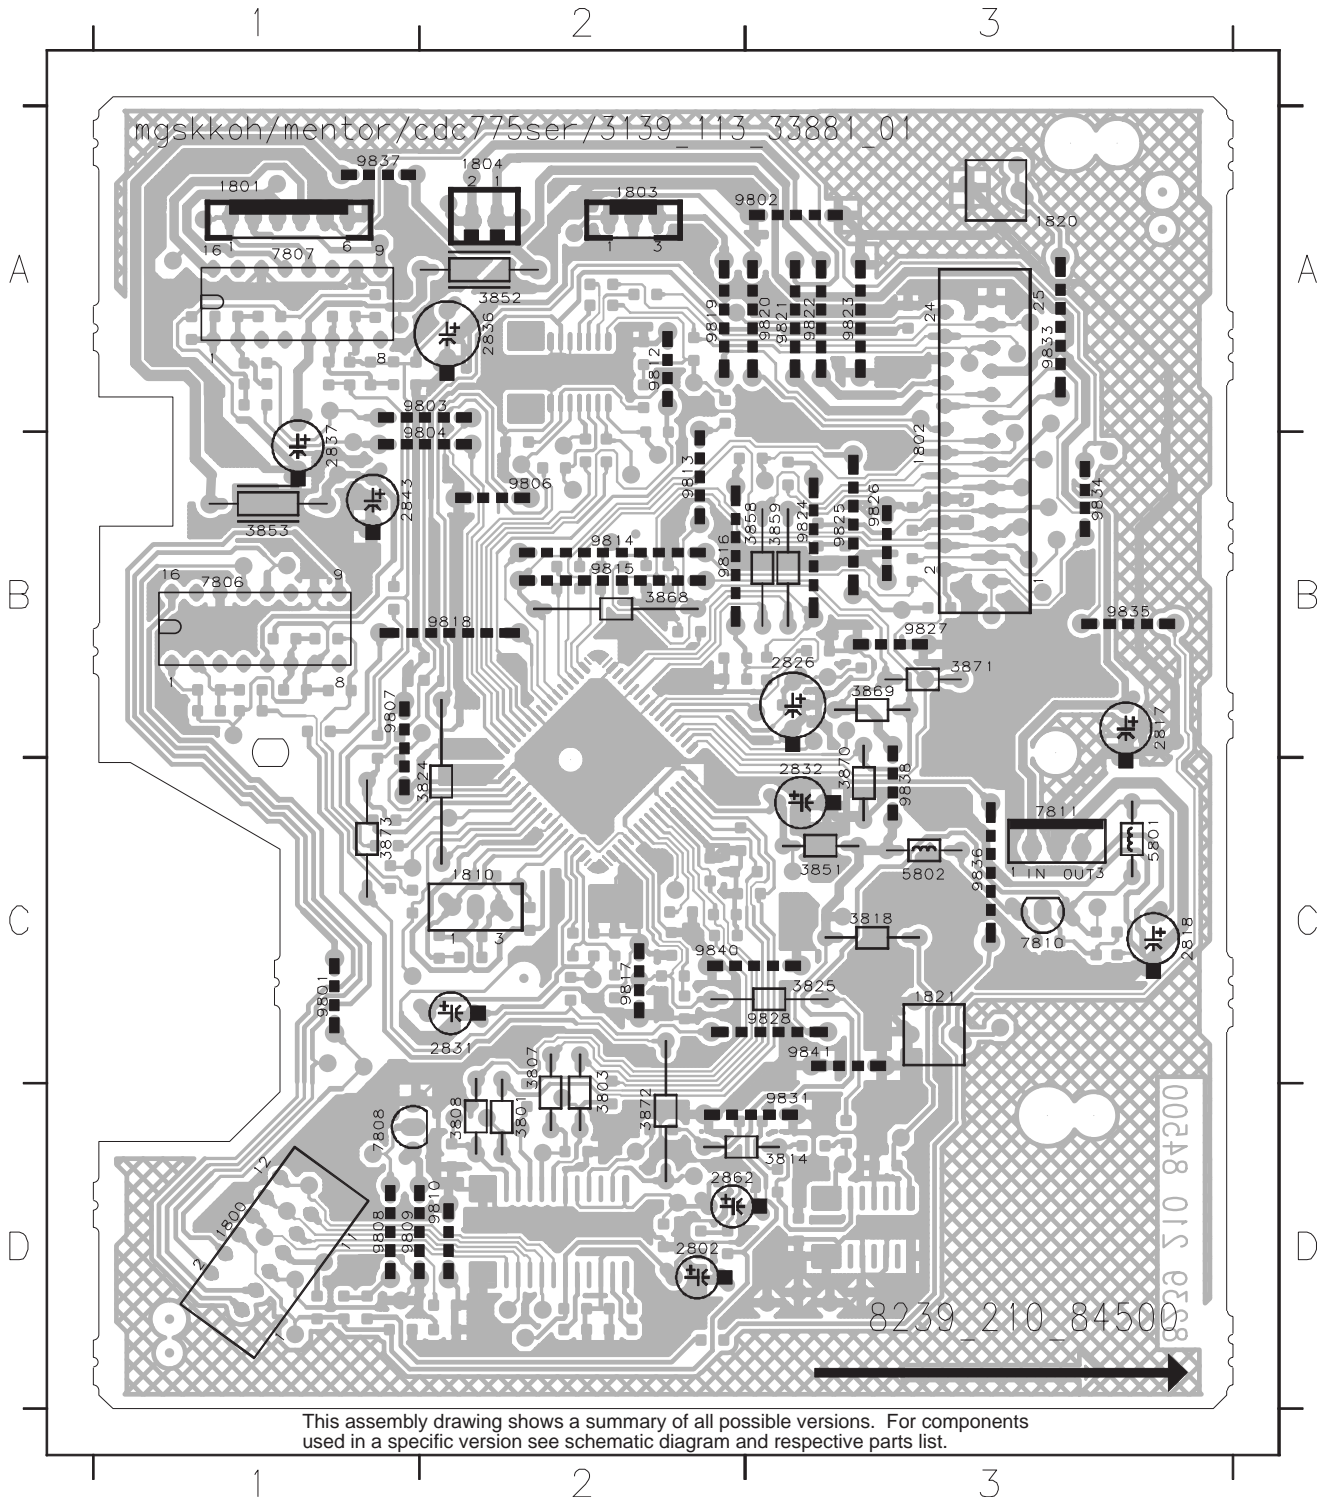 1 2 3
mgskkoh/mentor/cdc775ser/3139_113_33881_01
9837 1804
2 1
1801 1803 9802
1820
16 1 6 9 1 3
7807
A A
3852
24 25
2836 9819 9820 9821 9822 9823 9833
1 8
9812
9803
9804
2837 1802
9813
9806 2843
3853
3858 3859 9824 9825 9826 9834
9814 9816
9815
16 9 2 1
7806
B B
3868 9835
9818 9827
3871
2826
1 8
3869
9807 2817
3824 2832 3870 9838
7811
3873 5801
3851 5802 9836
1 IN OUT3
1810
C C
1 3
3818 7810 2818
9840
9801 9817 3825 1821
9828
2831
9841
3807 3803
3808 3801 3872 9831
7808
3814
12
2862
1800 9808 9809 9810
11
D D
2 2802
1
8239_210_84500
8239 210 84500
This assembly drawing shows a summary of all possible versions. For components
used in a specific version see schematic diagram and respective parts list.
1 2 3